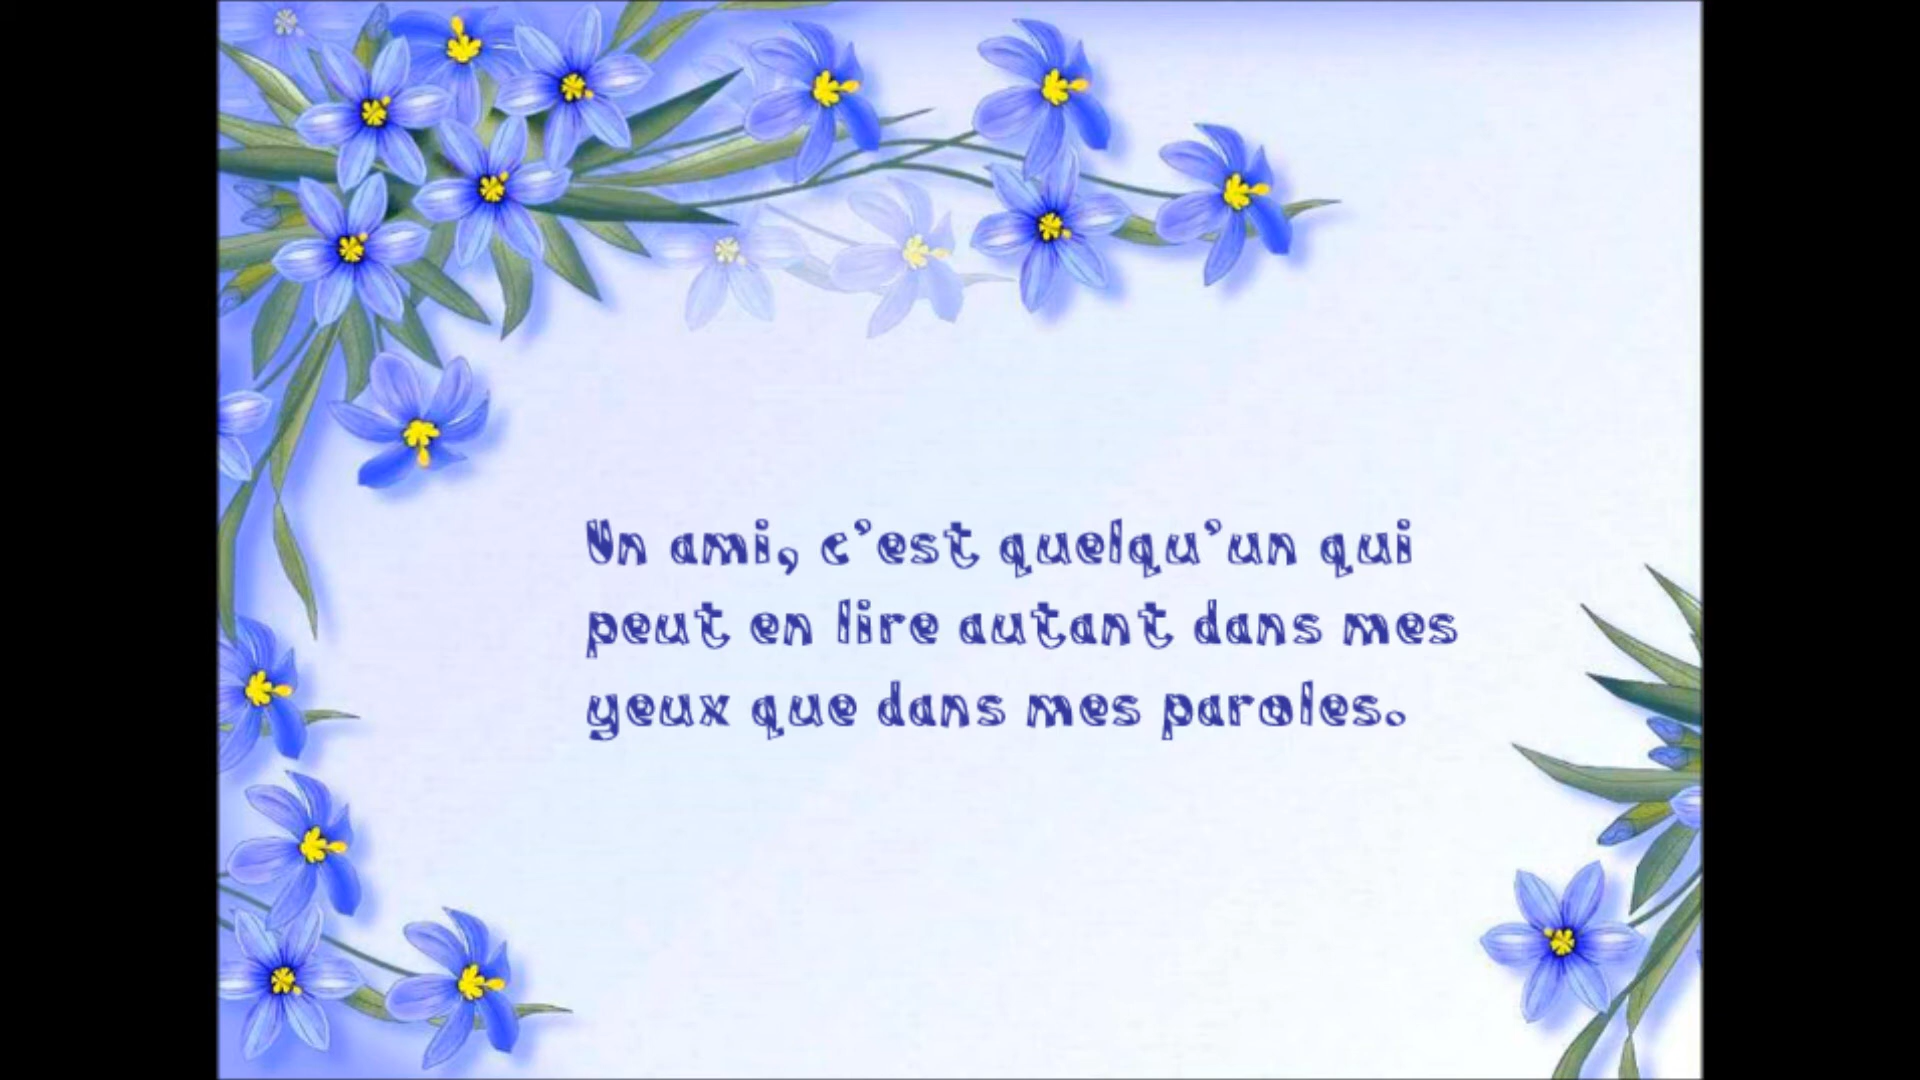 Un ami, c'est quelqu'un qui
peut en lire autant dans mes
yeux que dans mes paroles.